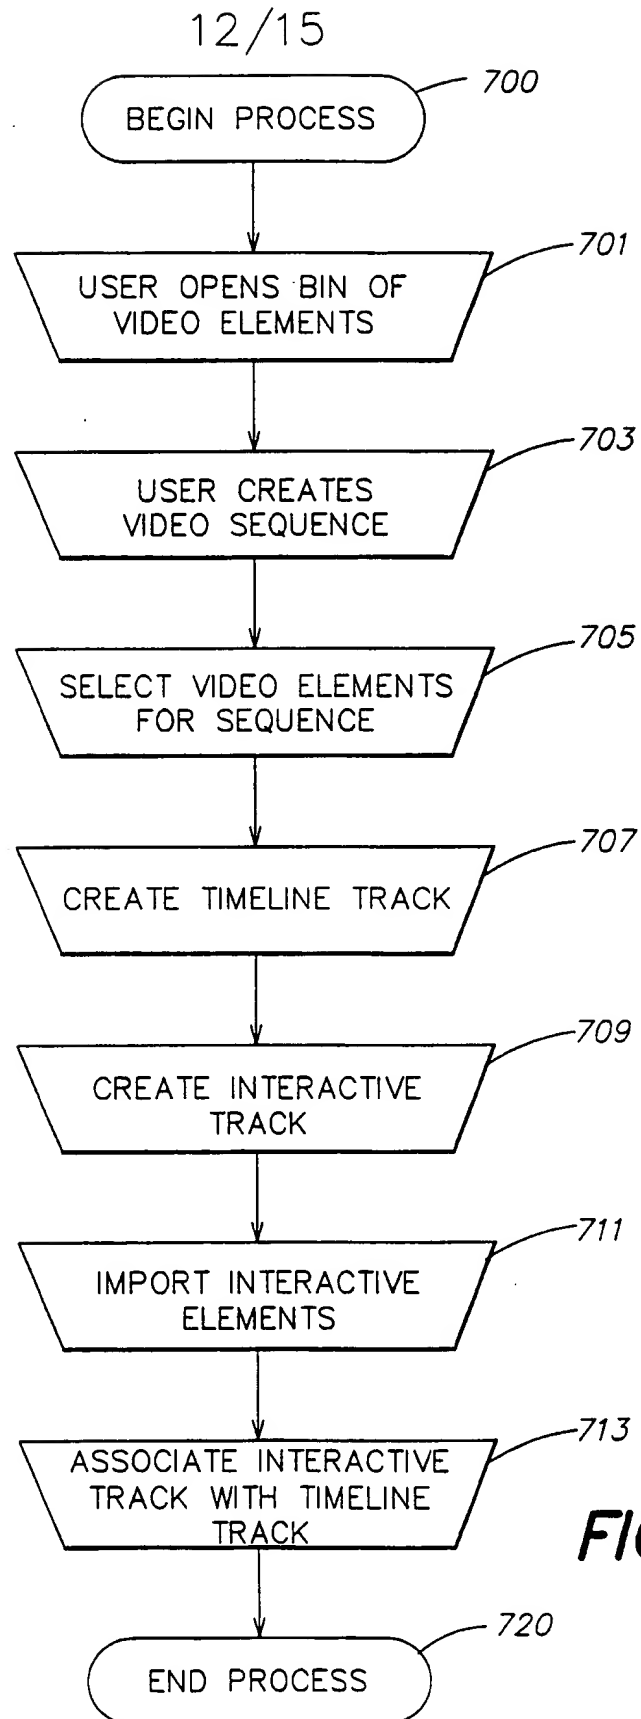 12/15
700
BEGIN PROCESS
701
USER OPENS BIN OF
VIDEO ELEMENTS
703
USER CREATES
VIDEO SEQUENCE
705
SELECT VIDEO ELEMENTS
FOR SEQUENCE
707
CREATE TIMELINE TRACK
709
CREATE INTERACTIVE
TRACK
711
IMPORT INTERACTIVE
ELEMENTS
713
ASSOCIATE INTERACTIVE
TRACK WITH TIMELINE
TRACK
720
END PROCESS